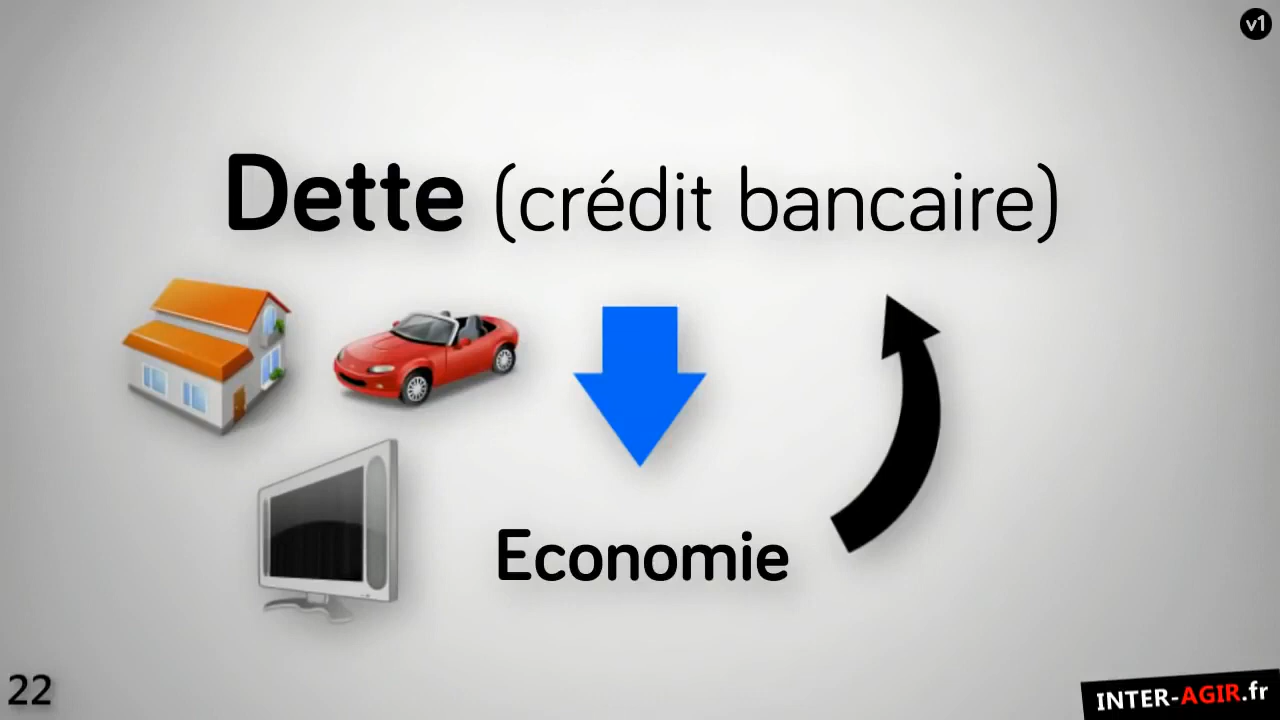 v1
Dette (crédit bancaire)
Economie
22
INTER-AGIR.fr